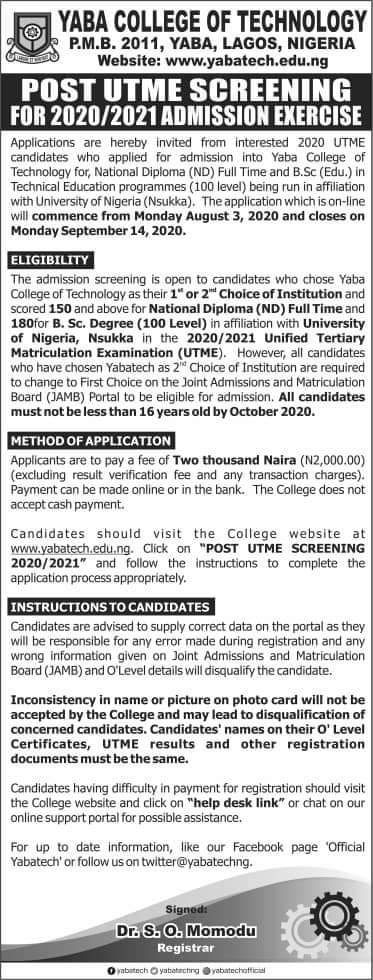 YABA COLLEGE OF TECHNOLOGY
P.M.B. 2011, YABA, LAGOS, NIGERIA
Website: www.yabatech.edu.ng
POST UTME SCREENING
FOR 2020/2021 ADMISSION EXERCISE
Applications are hereby invited from interested 2020 UTME
candidates who applied for admission into Yaba College of
Technology for, National Diploma (ND) Full Time and B.Sc (Edu.) in
Technical Education programmes (100 level) being run in affiliation
with University of Nigeria (Nsukka). The application which is on-line
will commence from Monday August 3, 2020 and closes on
Monday September 14, 2020.
ELIGIBILITY
The admission screening is open to candidates who chose Yaba
College of Technology as their 1st or 2nd Choice of Institution and
scored 150 and above for National Diploma (ND) Full Time and
180for B. Sc. Degree (100 Level) in affiliation with University
of Nigeria, Nsukka in the 2020/2021 Unified Tertiary
Matriculation Examination (UTME). However, all candidates
who have chosen Yabatech as 2nd Choice of Institution are required
to change to First Choice on the Joint Admissions and Matriculation
Board (JAMB) Portal to be eligible for admission. All candidates
must not be less than 16 years old by October 2020.
METHOD OF APPLICATION
Applicants are to pay a fee of Two thousand Naira (N2,000.00)
(excluding result verification fee and any transaction charges).
Payment can be made online or in the bank. The College does not
accept cash payment.
Candidates should visit the College website at
www.yabatech.edu.ng. Click on “POST UTME SCREENING
2020/2021” and follow the instructions to complete the
application process appropriately.
INSTRUCTIONS TO CANDIDATES
Candidates are advised to supply correct data on the portal as they
will be responsible for any error made during registration and any
wrong information given on Joint Admissions and Matriculation
Board (JAMB) and O'Level details will disqualify the candidate.
Inconsistency in name or picture on photo card will not be
accepted by the College and may lead to disqualification of
concerned candidates. Candidates' names on their O' Level
Certificates, UTME results and other registration
documents must be the same.
Candidates having difficulty in payment for registration should visit
the College website and click on “help desk link” or chat on our
online support portal for possible assistance.
For up to date information, like our Facebook page 'Official
Yabatech' or follow us on twitter@yabatechng.
Signed:
Dr. S. O. Momodu
Registrar
yabatech yabatechng yabatechofficial